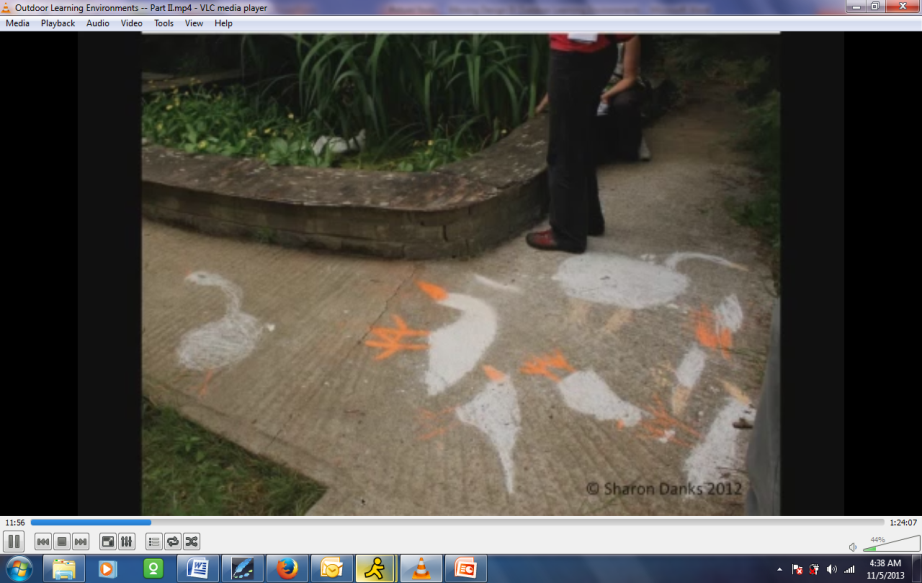 Outdoor Learning Environments -- Part II.mp4 - VLC media player
Media Playback Audio Video Tools View Help
© Sharon Danks 2012
11:56
1:24:07
44%
4:38 AM
11/5/2013